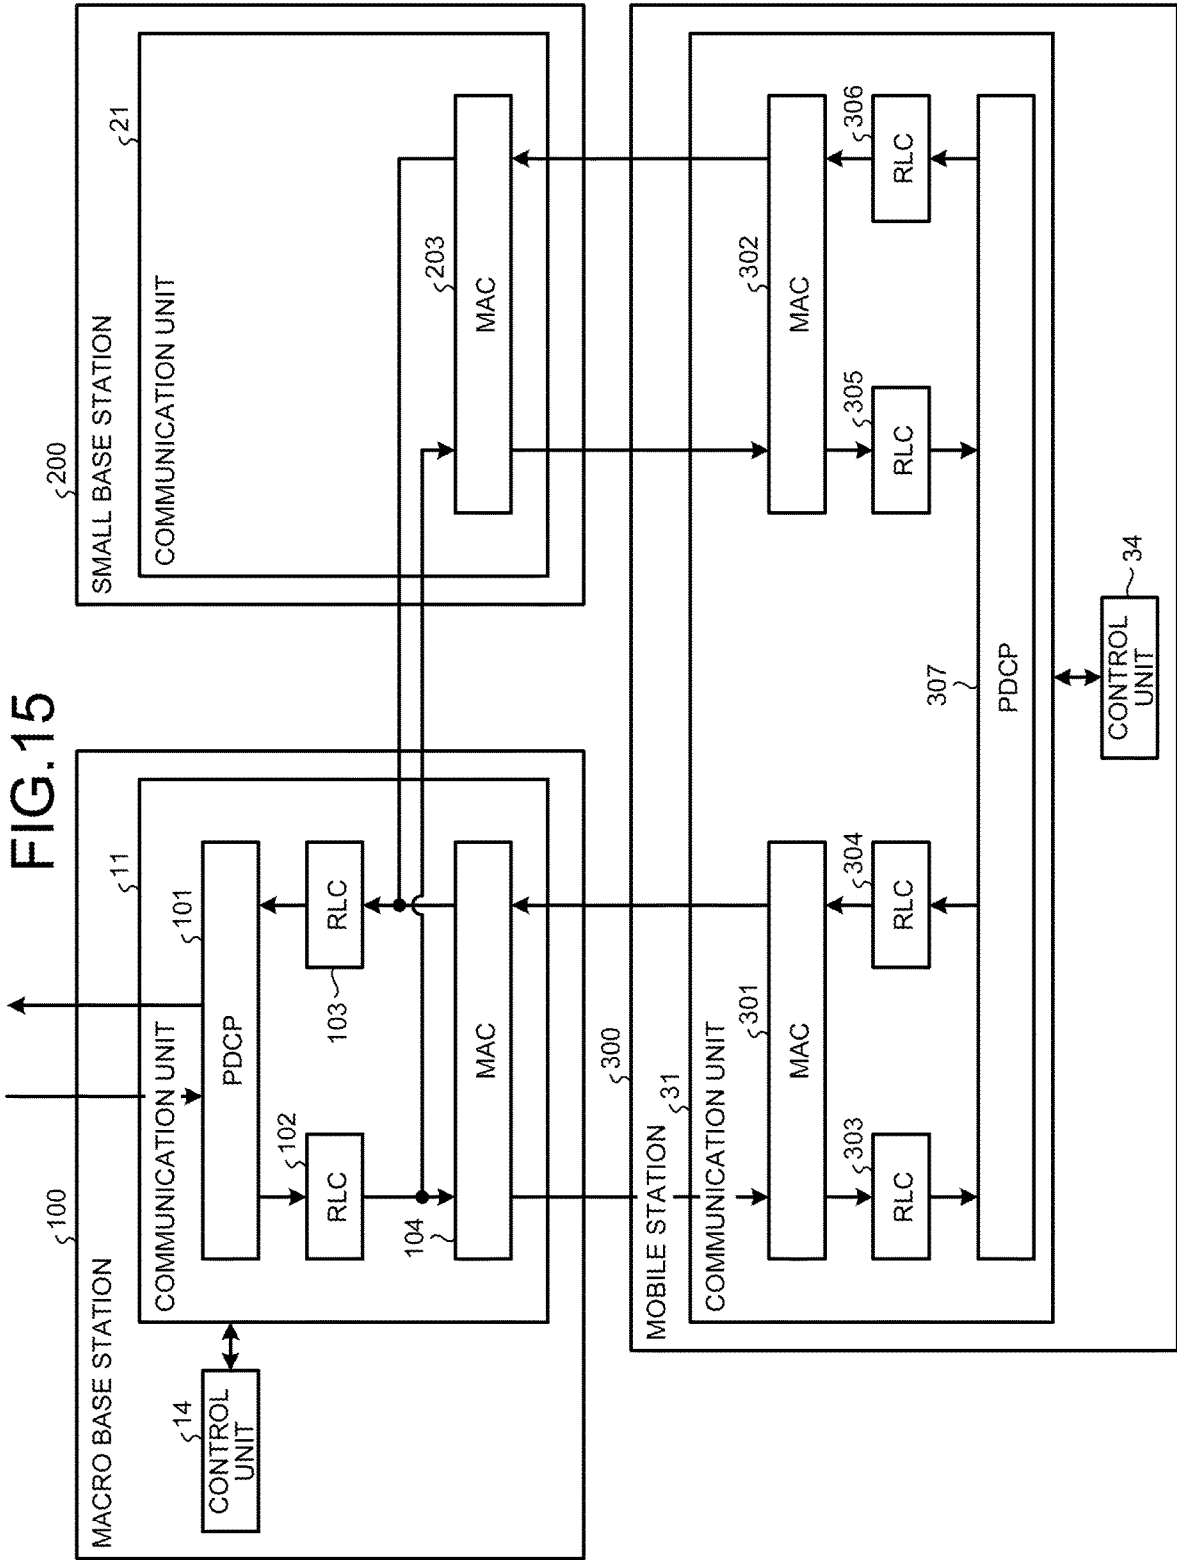 FIG.15
100
MACRO BASE STATION
14
CONTROL
UNIT
11
COMMUNICATION UNIT
101
PDCP
102
RLC
103
RLC
104
MAC
200
SMALL BASE STATION
21
COMMUNICATION UNIT
203
MAC
300
MOBILE STATION
31
COMMUNICATION UNIT
301
MAC
302
MAC
303
RLC
304
RLC
305
RLC
306
RLC
307
PDCP
34
CONTROL
UNIT